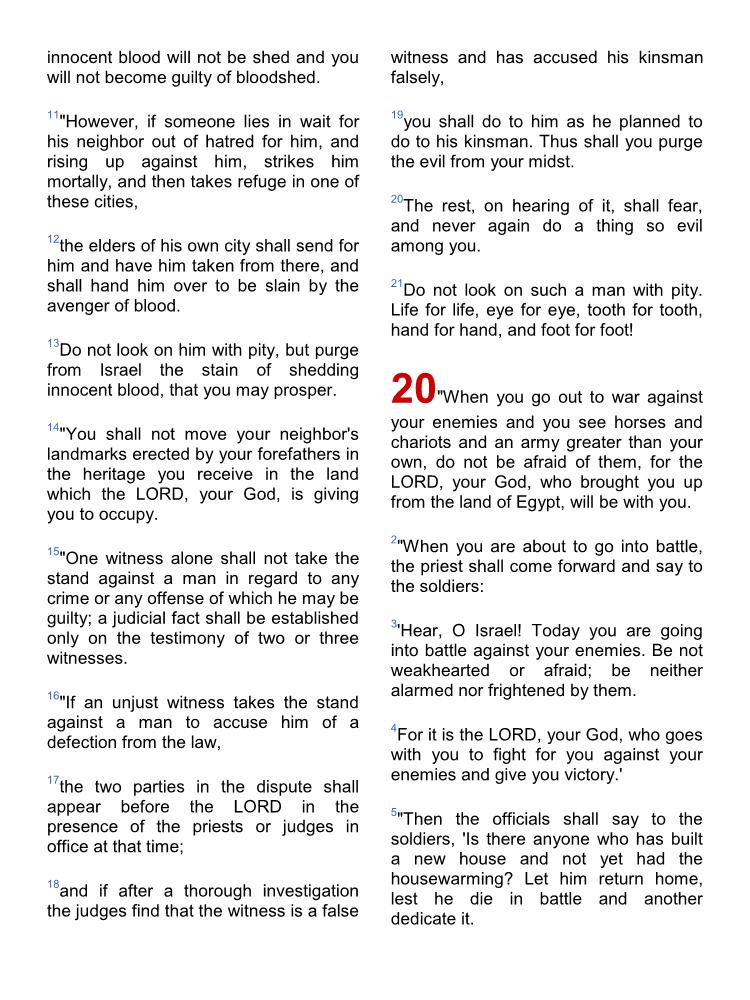 innocent blood will not be shed and you
will not become guilty of bloodshed.
11"However, if someone lies in wait for
his neighbor out of hatred for him, and
rising up against him, strikes him
mortally, and then takes refuge in one of
these cities,
12the elders of his own city shall send for
him and have him taken from there, and
shall hand him over to be slain by the
avenger of blood.
13Do not look on him with pity, but purge
from Israel the stain of shedding
innocent blood, that you may prosper.
14"You shall not move your neighbor's
landmarks erected by your forefathers in
the heritage you receive in the land
which the LORD, your God, is giving
you to occupy.
15"One witness alone shall not take the
stand against a man in regard to any
crime or any offense of which he may be
guilty; a judicial fact shall be established
only on the testimony of two or three
witnesses.
16"If an unjust witness takes the stand
against a man to accuse him of a
defection from the law,
17the two parties in the dispute shall
appear before the LORD in the
presence of the priests or judges in
office at that time;
18and if after a thorough investigation
the judges find that the witness is a false
witness and has accused his kinsman
falsely,
19you shall do to him as he planned to
do to his kinsman. Thus shall you purge
the evil from your midst.
20The rest, on hearing of it, shall fear,
and never again do a thing so evil
among you.
21Do not look on such a man with pity.
Life for life, eye for eye, tooth for tooth,
hand for hand, and foot for foot!
20"When you go out to war against
your enemies and you see horses and
chariots and an army greater than your
own, do not be afraid of them, for the
LORD, your God, who brought you up
from the land of Egypt, will be with you.
2"When you are about to go into battle,
the priest shall come forward and say to
the soldiers:
3'Hear, O Israel! Today you are going
into battle against your enemies. Be not
weakhearted or afraid; be neither
alarmed nor frightened by them.
4For it is the LORD, your God, who goes
with you to fight for you against your
enemies and give you victory.'
5"Then the officials shall say to the
soldiers, 'Is there anyone who has built
a new house and not yet had the
housewarming? Let him return home,
lest he die in battle and another
dedicate it.